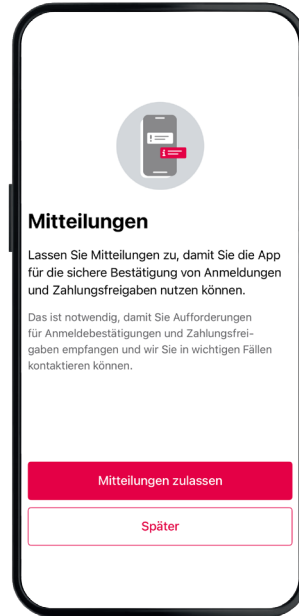 Mitteilungen
Lassen Sie Mitteilungen zu, damit Sie die App
für die sichere Bestätigung von Anmeldungen
und Zahlungsfreigaben nutzen können.
Das ist notwendig, damit Sie Aufforderungen
für Anmeldebestätigungen und Zahlungsfrei-
gaben empfangen und wir Sie in wichtigen Fällen
kontaktieren können.
Mitteilungen zulassen
Später